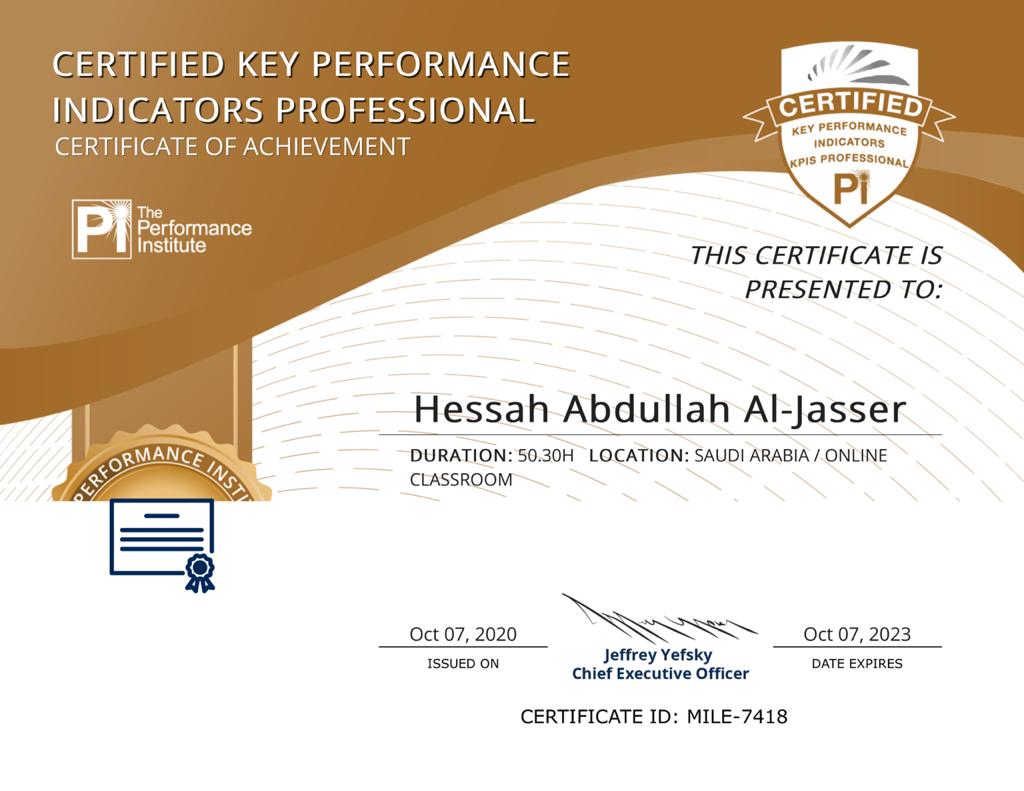 CERTIFIED KEY PERFORMANCE
INDICATORS PROFESSIONAL
CERTIFICATE OF ACHIEVEMENT
Pi The
Performance
Institute
CERTIFIED
KEY PERFORMANCE
INDICATORS
KPIS PROFESSIONAL
Pi
THIS CERTIFICATE IS
PRESENTED TO:
Hessah Abdullah Al-Jasser
DURATION: 50.30H LOCATION: SAUDI ARABIA / ONLINE
CLASSROOM
PERFORMANCE INSTI
Oct 07, 2020
ISSUED ON
Jeffrey Yefsky
Chief Executive Officer
Oct 07, 2023
DATE EXPIRES
CERTIFICATE ID: MILE-7418